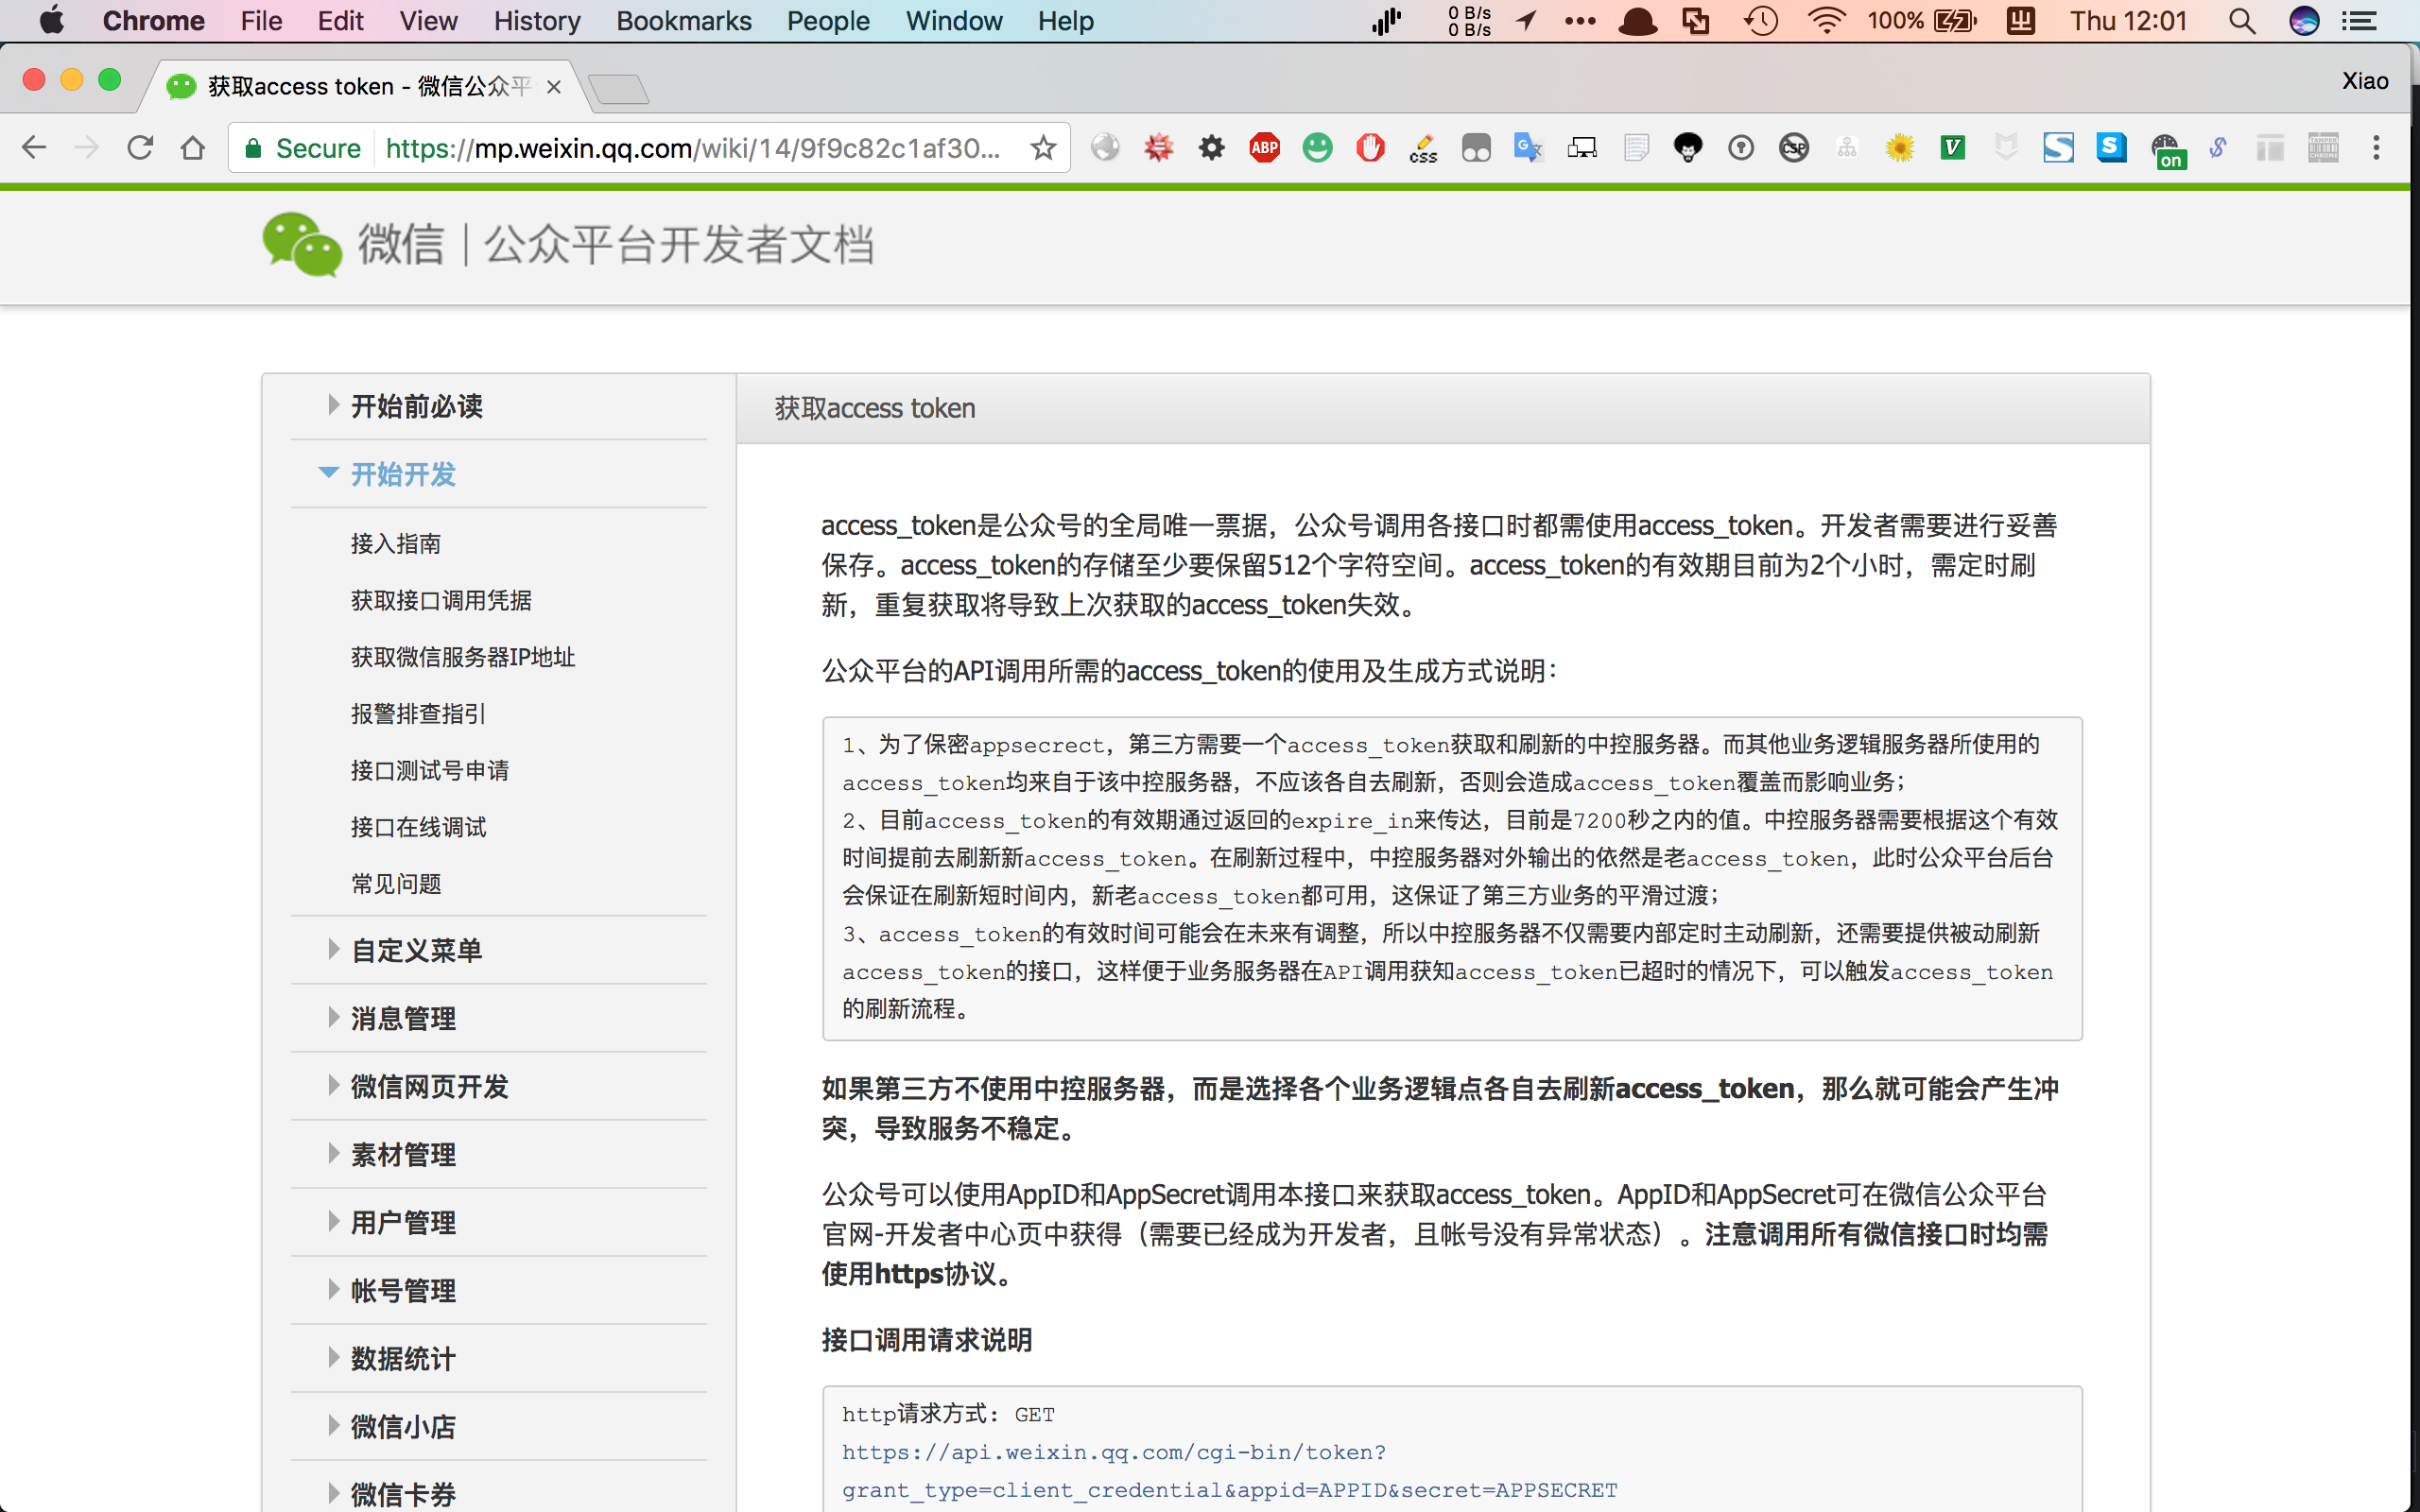 Chrome File Edit View History Bookmarks People Window Help 0 B/s 0 B/s 100% Thu 12:01
获取access token - 微信公众平
Xiao
Secure https://mp.weixin.qq.com/wiki/14/9f9c82c1af30...
ABP css CSP V S S on
微信 | 公众平台开发者文档
开始前必读
开始开发
接入指南
获取接口调用凭据
获取微信服务器IP地址
报警排查指引
接口测试号申请
接口在线调试
常见问题
自定义菜单
消息管理
微信网页开发
素材管理
用户管理
帐号管理
数据统计
微信小店
微信卡券
获取access token
access_token是公众号的全局唯一票据，公众号调用各接口时都需使用access_token。开发者需要进行妥善
保存。access_token的存储至少要保留512个字符空间。access_token的有效期目前为2个小时，需定时刷
新，重复获取将导致上次获取的access_token失效。
公众平台的API调用所需的access_token的使用及生成方式说明：
1、为了保密appsecrect，第三方需要一个access_token获取和刷新的中控服务器。而其他业务逻辑服务器所使用的
access_token均来自于该中控服务器，不应该各自去刷新，否则会造成access_token覆盖而影响业务；
2、目前access_token的有效期通过返回的expire_in来传达，目前是7200秒之内的值。中控服务器需要根据这个有效
时间提前去刷新新access_token。在刷新过程中，中控服务器对外输出的依然是老access_token，此时公众平台后台
会保证在刷新短时间内，新老access_token都可用，这保证了第三方业务的平滑过渡；
3、access_token的有效时间可能会在未来有调整，所以中控服务器不仅需要内部定时主动刷新，还需要提供被动刷新
access_token的接口，这样便于业务服务器在API调用获知access_token已超时的情况下，可以触发access_token
的刷新流程。
如果第三方不使用中控服务器，而是选择各个业务逻辑点各自去刷新access_token，那么就可能会产生冲
突，导致服务不稳定。
公众号可以使用AppID和AppSecret调用本接口来获取access_token。AppID和AppSecret可在微信公众平台
官网-开发者中心页中获得（需要已经成为开发者，且帐号没有异常状态）。注意调用所有微信接口时均需
使用https协议。
接口调用请求说明
http请求方式: GET
https://api.weixin.qq.com/cgi-bin/token?
grant_type=client_credential&appid=APPID&secret=APPSECRET